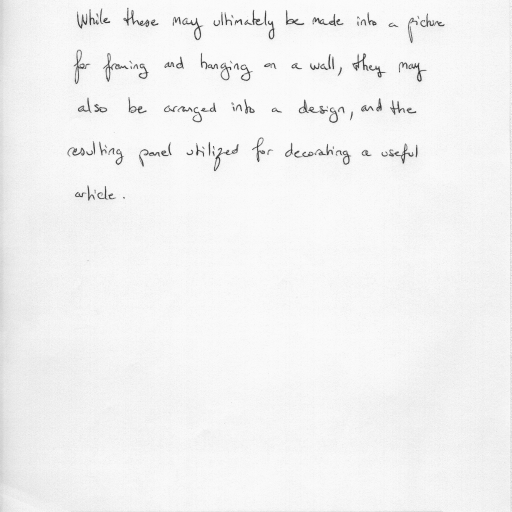 While these may ultimately be made into a picture
for framing and hanging on a wall, they may
also be arranged into a design, and the
resulting panel utilized for decorating a useful
article.